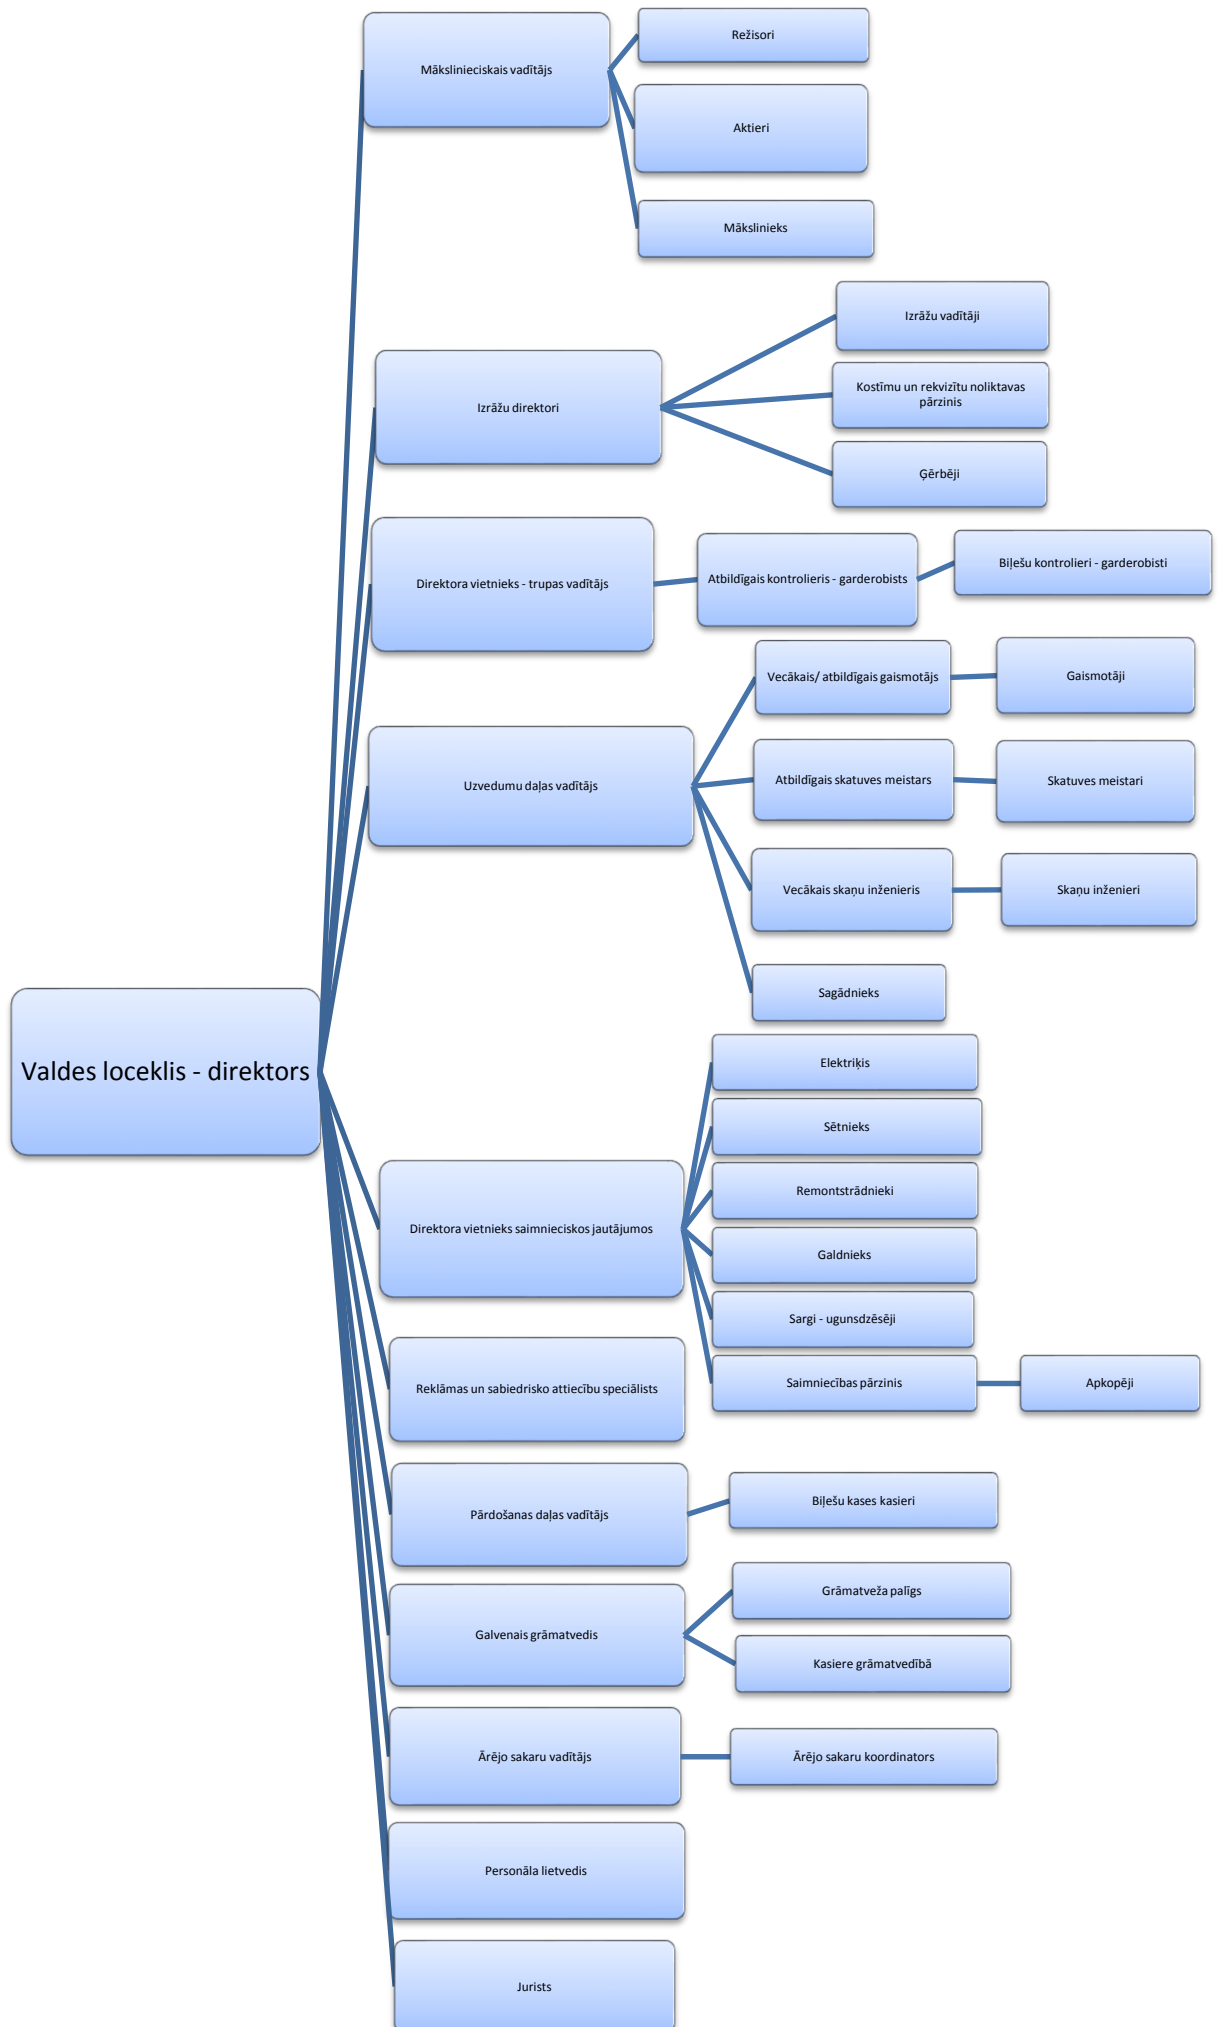 Valdes loceklis - direktors
Mākslinieciskais vadītājs
Režisori
Aktieri
Mākslinieks
Izrāžu direktori
Izrāžu vadītāji
Kostīmu un rekvizītu noliktavas
pārzinis
Ģērbēji
Direktora vietnieks - trupas vadītājs
Atbildīgais kontrolieris - garderobists
Biļešu kontrolieri - garderobisti
Uzvedumu daļas vadītājs
Vecākais/ atbildīgais gaismotājs
Gaismotāji
Atbildīgais skatuves meistars
Skatuves meistari
Vecākais skaņu inženieris
Skaņu inženieri
Sagādnieks
Direktora vietnieks saimnieciskos jautājumos
Elektriķis
Sētnieks
Remontstrādnieki
Galdnieks
Sargi - ugunsdzēsēji
Saimniecības pārzinis
Apkopēji
Reklāmas un sabiedrisko attiecību speciālists
Pārdošanas daļas vadītājs
Biļešu kases kasieri
Galvenais grāmatvedis
Grāmatveža palīgs
Kasiere grāmatvedībā
Ārējo sakaru vadītājs
Ārējo sakaru koordinators
Personāla lietvedis
Jurists